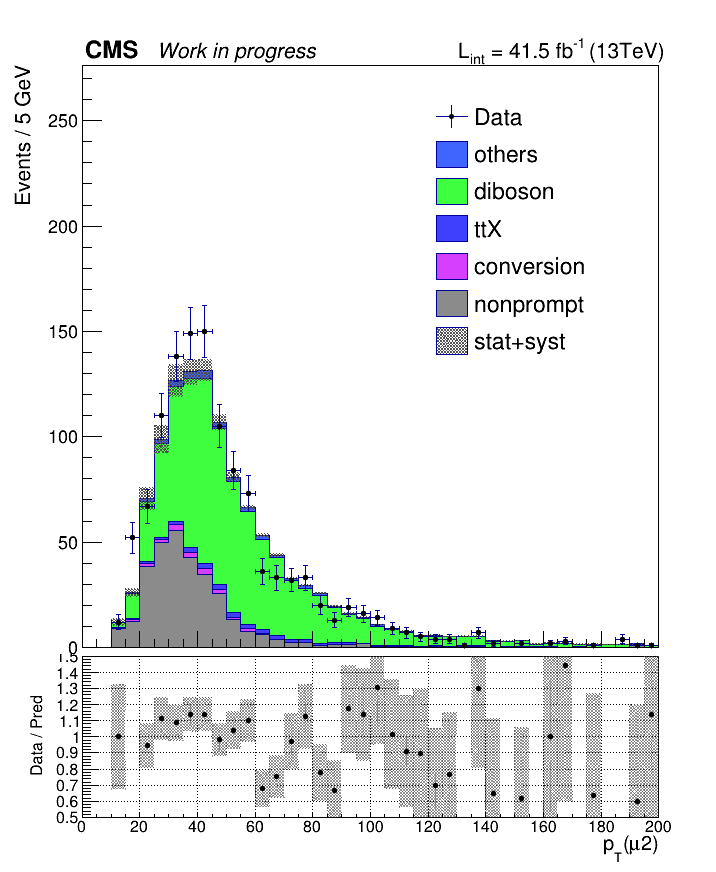 CMS Work in progress L_int = 41.5 fb^-1 (13TeV)
Events / 5 GeV
250
200
150
100
50
0
Data
others
diboson
ttX
conversion
nonprompt
stat+syst
Data / Pred
1.5
1.4
1.3
1.2
1.1
1
0.9
0.8
0.7
0.6
0.5
0 20 40 60 80 100 120 140 160 180 200
p_T(μ2)